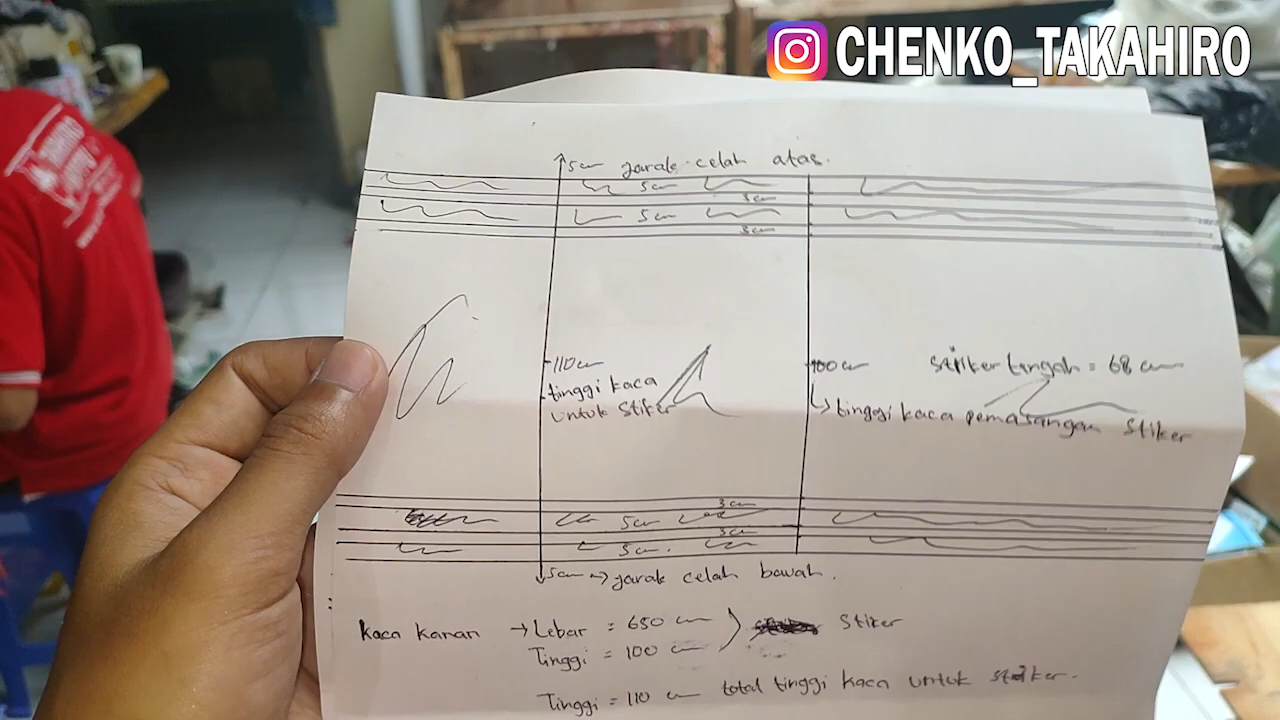 CHENKO_TAKAHIRO
5cm jarak celah atas.
5cm
3cm
5cm
3cm
110cm
tinggi kaca
untuk stiker
100cm
tinggi kaca pemasangan stiker
stiker tengah = 68 cm
3cm
5cm
3cm
5cm.
5cm → jarak celah bawah.
kaca kanan → Lebar = 650 cm
Stiker
Tinggi = 100 cm
Tinggi = 110 cm total tinggi kaca untuk stiker.